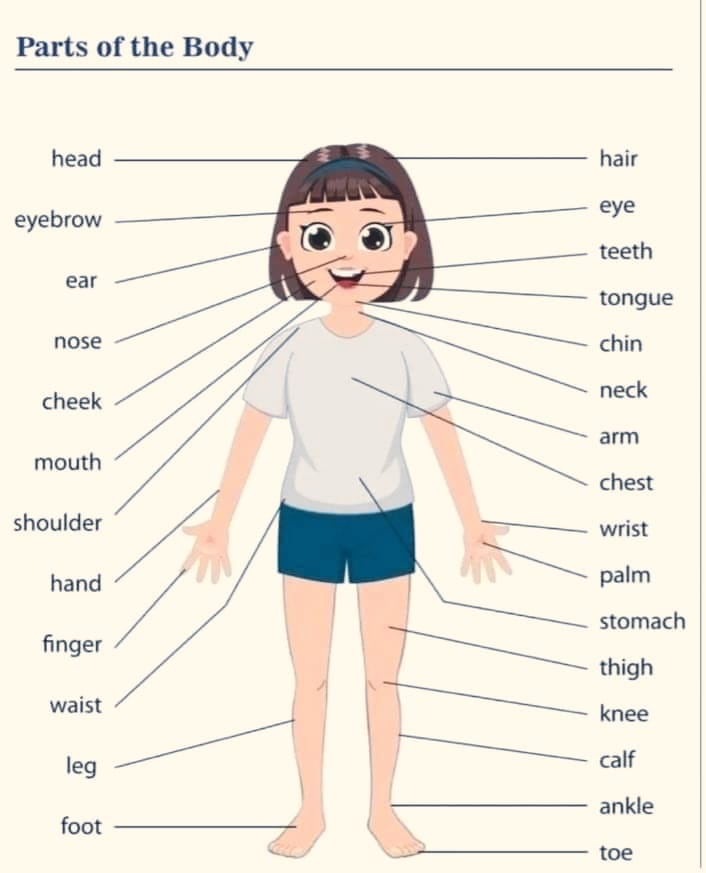 Parts of the Body
head
eyebrow
ear
nose
cheek
mouth
shoulder
hand
finger
waist
leg
foot
hair
eye
teeth
tongue
chin
neck
arm
chest
wrist
palm
stomach
thigh
knee
calf
ankle
toe